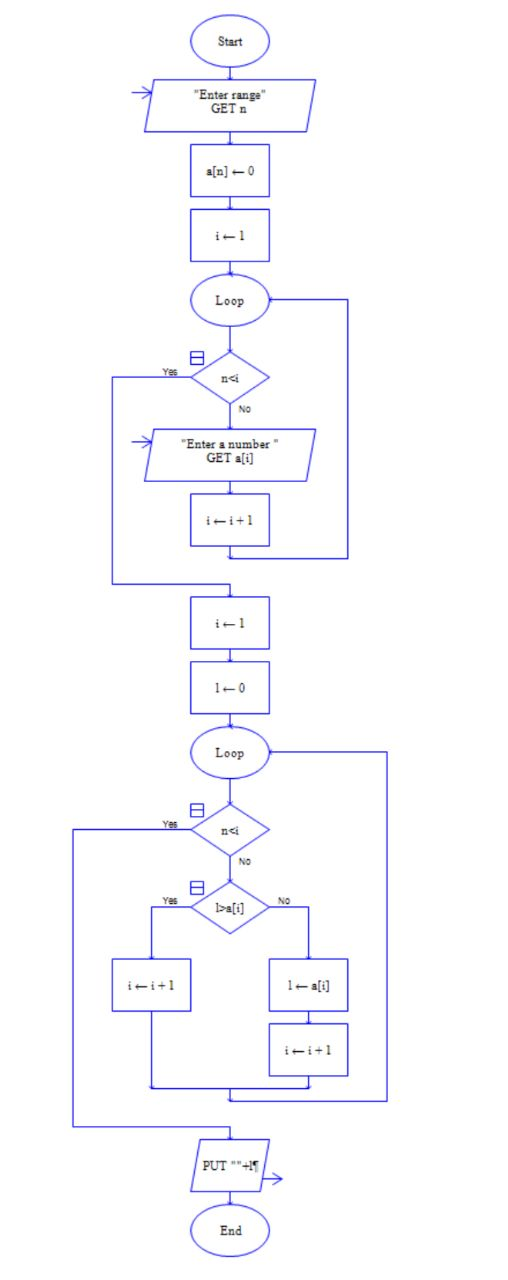 Start
"Enter range"
GET n
a[n] ← 0
i ← 1
Loop
Yes
n<i
No
"Enter a number "
GET a[i]
i ← i + 1
i ← 1
l ← 0
Loop
Yes
n<i
No
Yes
l>a[i]
No
i ← i + 1
l ← a[i]
i ← i + 1
PUT ""+l¶
End